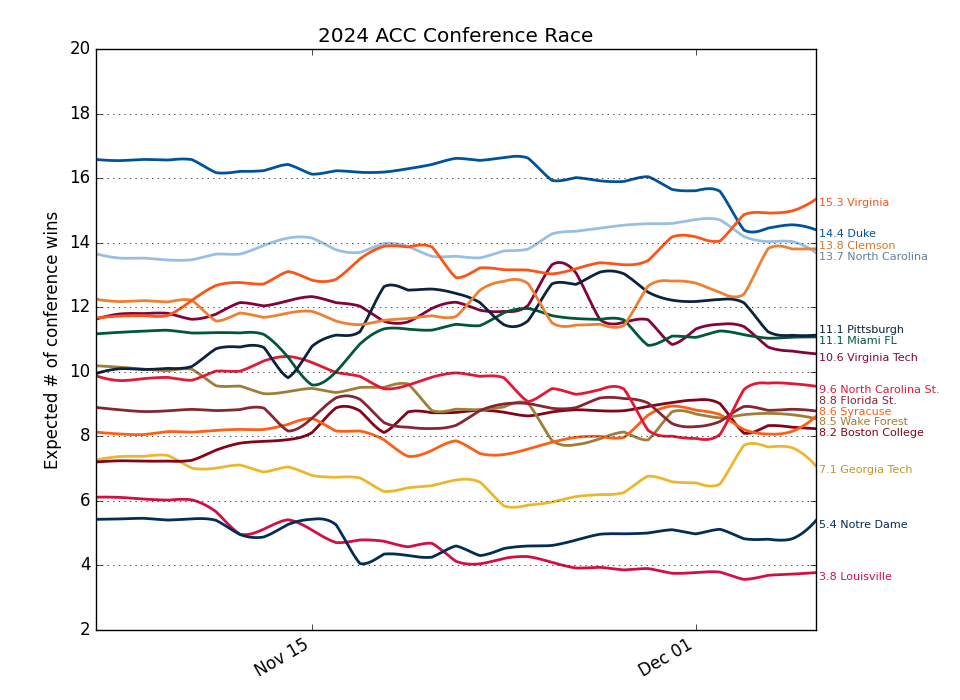 2024 ACC Conference Race
Expected # of conference wins
20
18
16
14
12
10
8
6
4
2
Nov 15
Dec 01
15.3 Virginia
14.4 Duke
13.8 Clemson
13.7 North Carolina
11.1 Pittsburgh
11.1 Miami FL
10.6 Virginia Tech
9.6 North Carolina St.
8.8 Florida St.
8.6 Syracuse
8.5 Wake Forest
8.2 Boston College
7.1 Georgia Tech
5.4 Notre Dame
3.8 Louisville